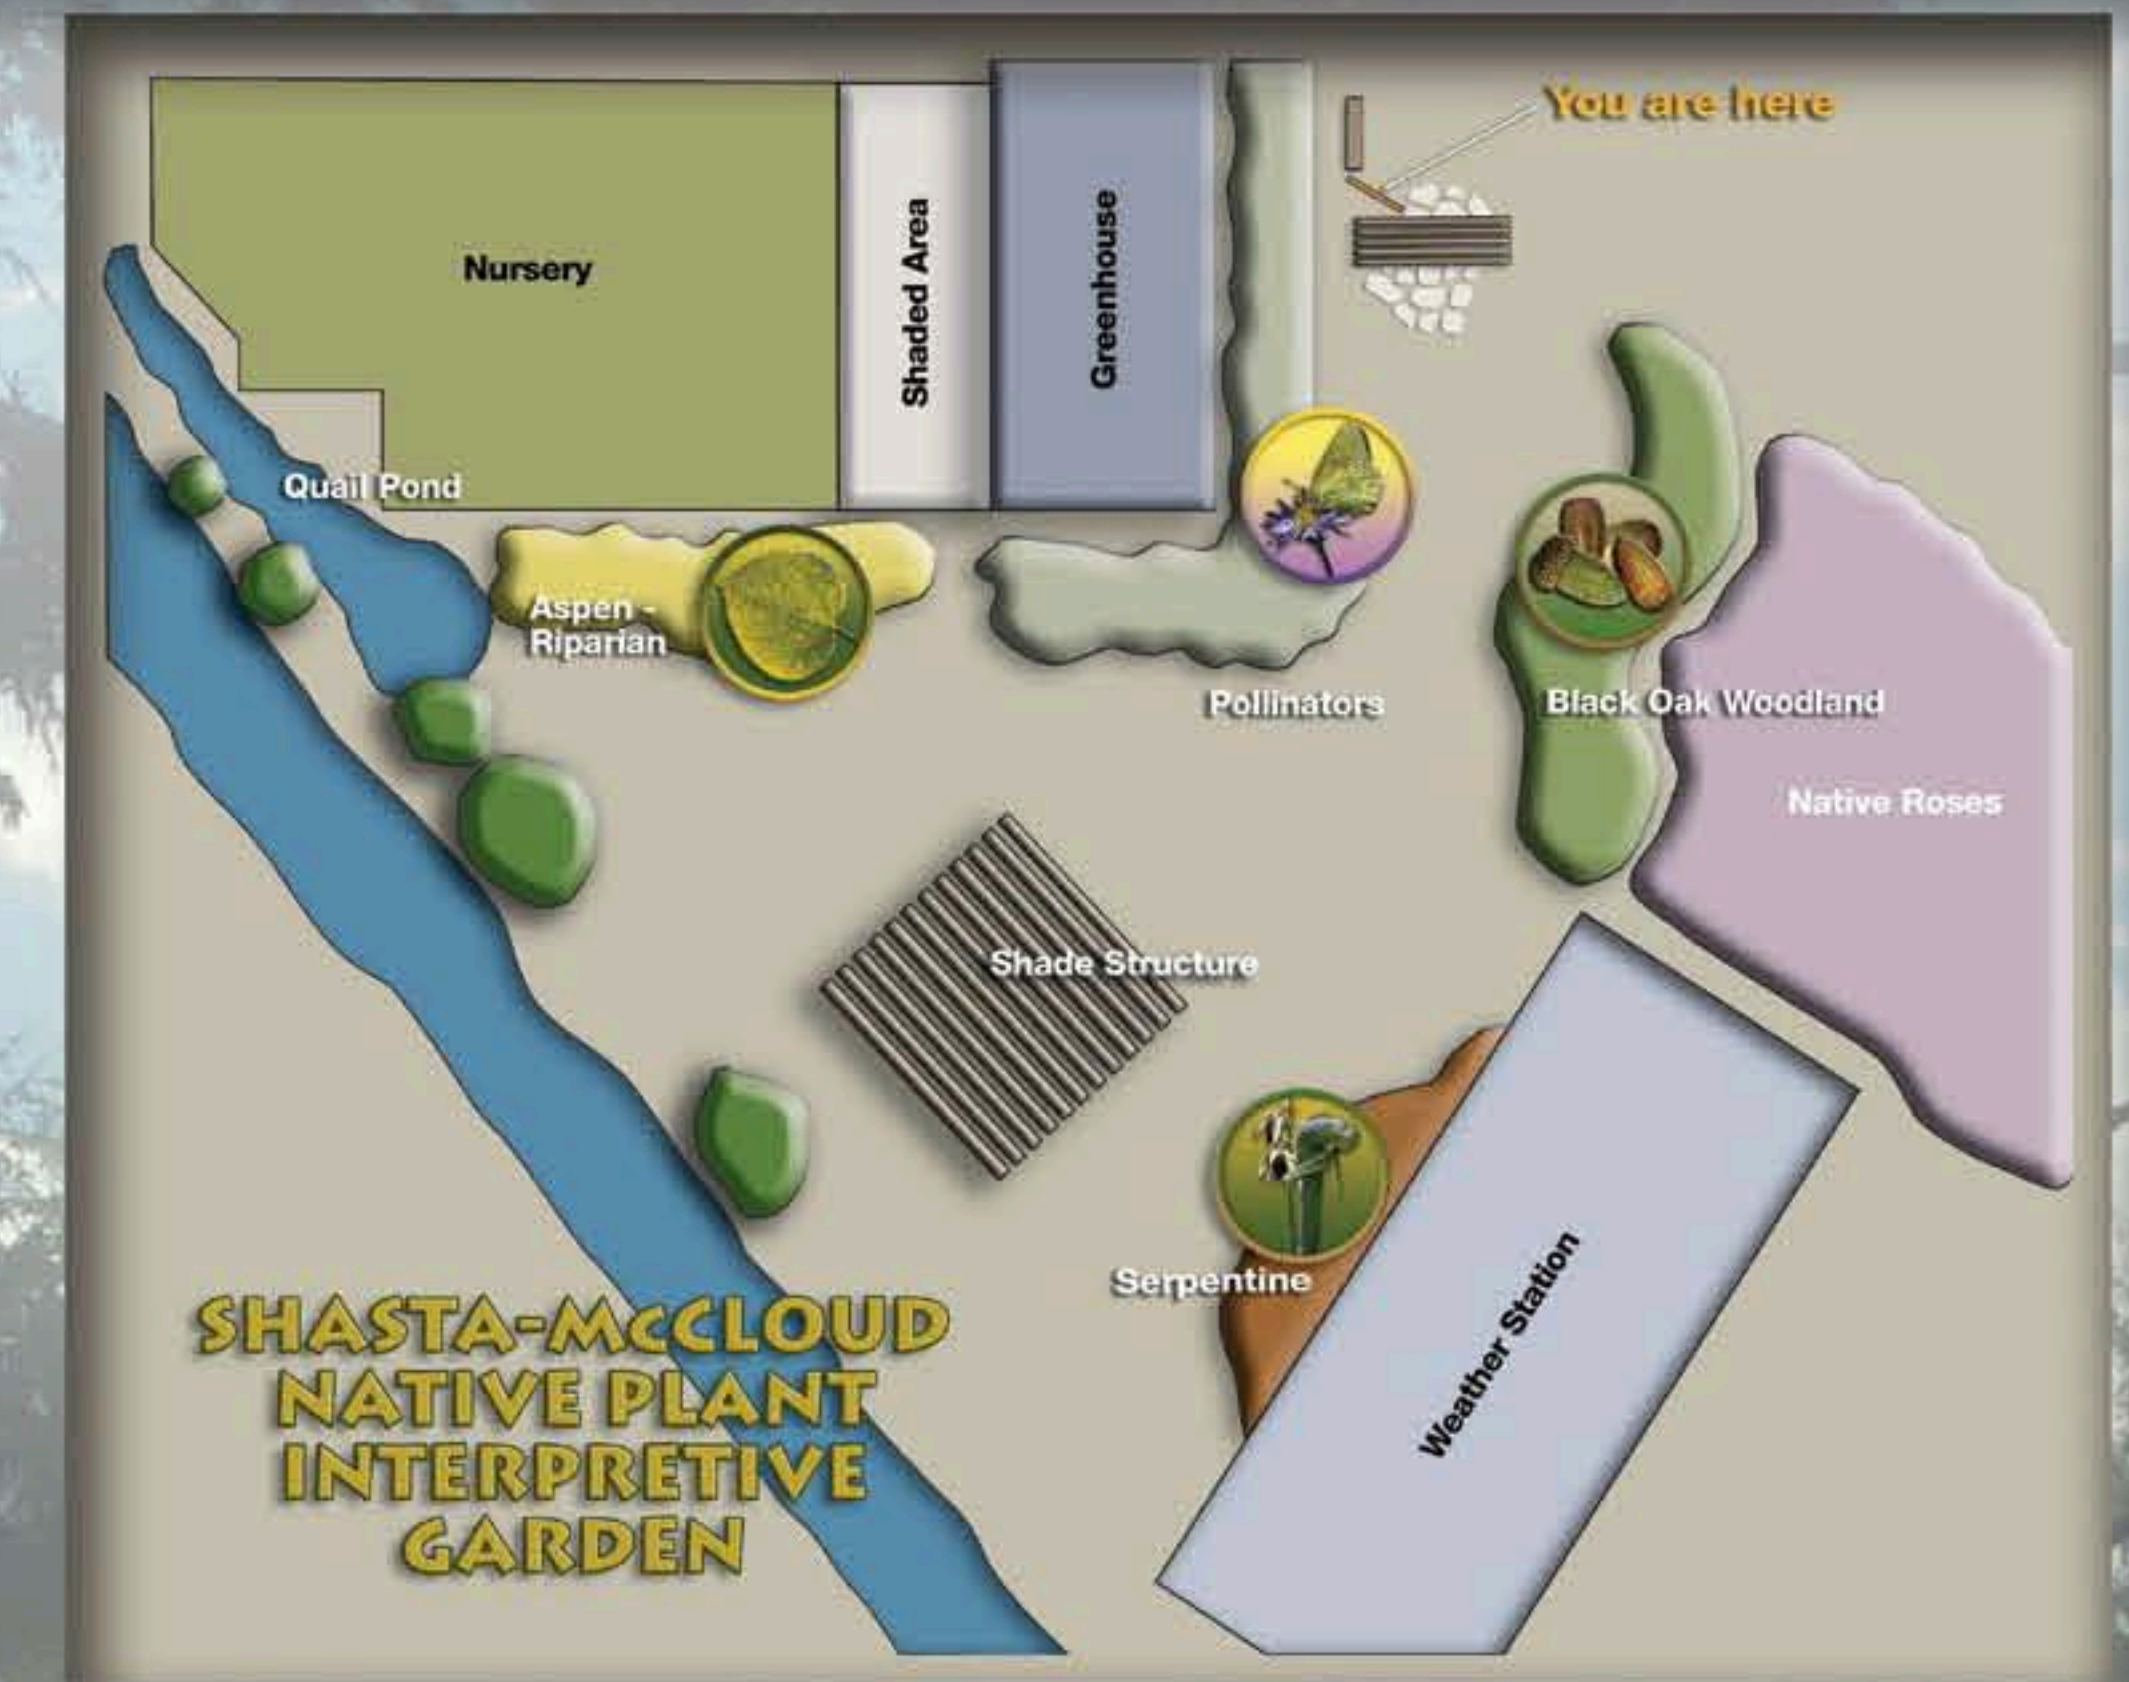 You are here
Nursery
Shaded Area
Greenhouse
Quail Pond
Aspen -
Riparian
Pollinators
Black Oak Woodland
Native Roses
Shade Structure
Serpentine
Weather Station
SHASTA-McCLOUD
NATIVE PLANT
INTERPRETIVE
GARDEN